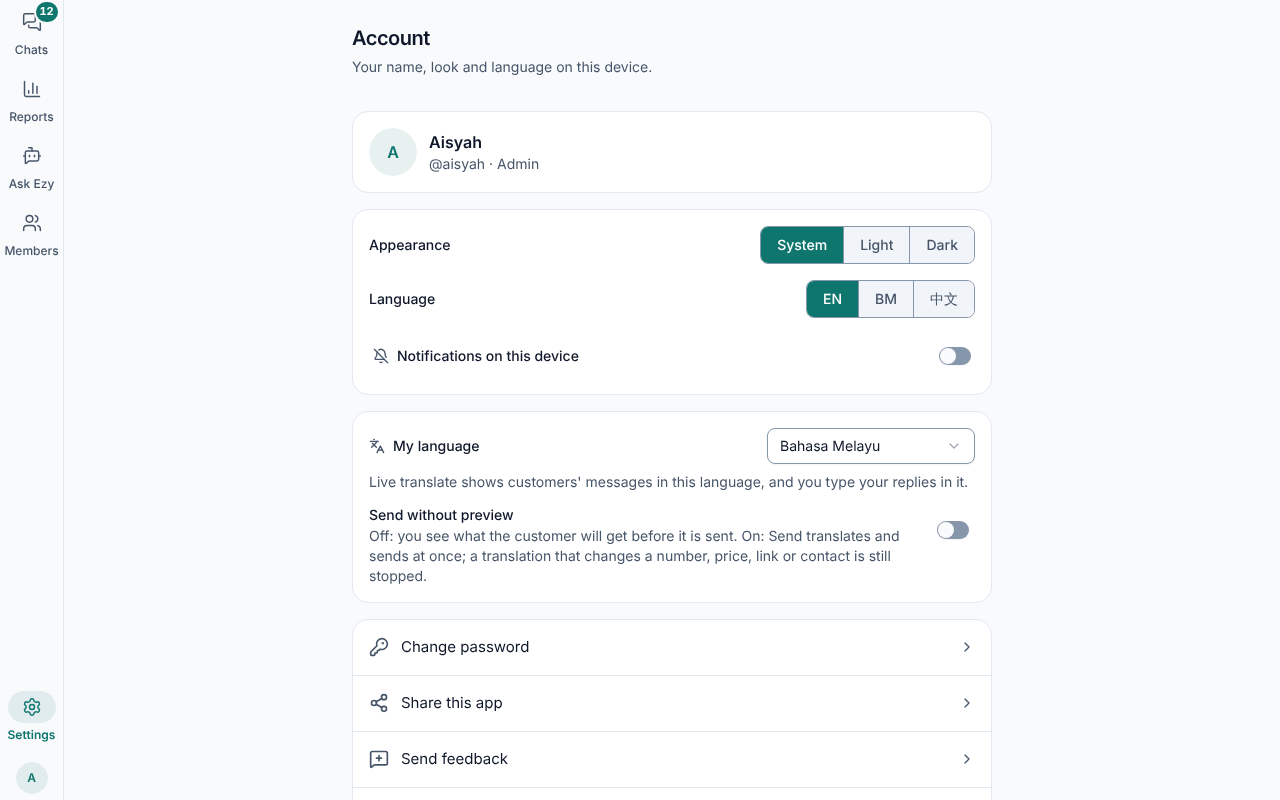 12
Chats
Reports
Ask Ezy
Members
Settings
A
Account
Your name, look and language on this device.
A
Aisyah
@aisyah · Admin
Appearance
System
Light
Dark
Language
EN
BM
中文
Notifications on this device
My language
Bahasa Melayu
Live translate shows customers' messages in this language, and you type your replies in it.
Send without preview
Off: you see what the customer will get before it is sent. On: Send translates and
sends at once; a translation that changes a number, price, link or contact is still
stopped.
Change password
Share this app
Send feedback